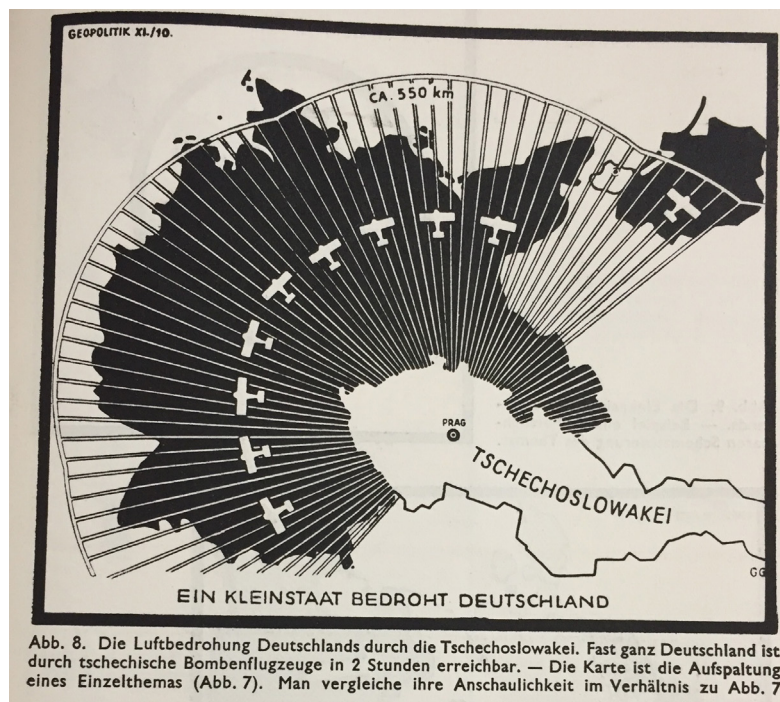 GEOPOLITIK XI./10.
CA. 550 km
PRAG
TSCHECHOSLOWAKEI
GG
EIN KLEINSTAAT BEDROHT DEUTSCHLAND
Abb. 8. Die Luftbedrohung Deutschlands durch die Tschechoslowakei. Fast ganz Deutschland ist
durch tschechische Bombenflugzeuge in 2 Stunden erreichbar. — Die Karte ist die Aufspaltung
eines Einzelthemas (Abb. 7). Man vergleiche ihre Anschaulichkeit im Verhältnis zu Abb. 7